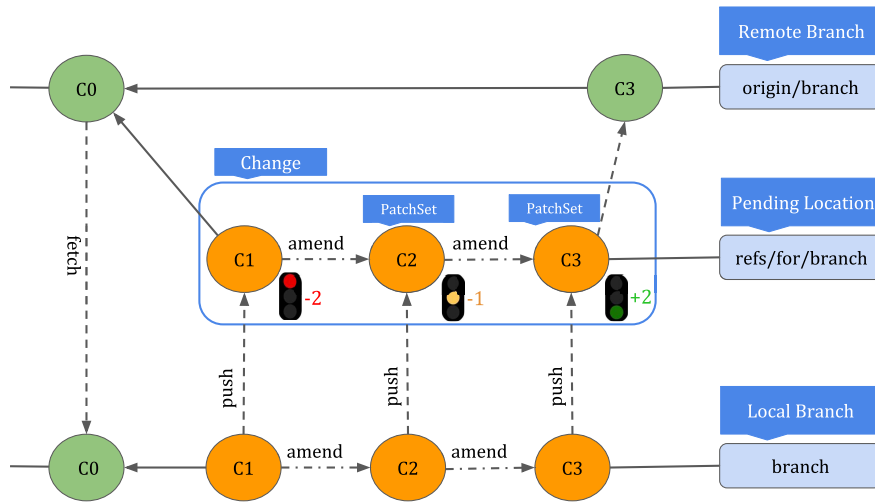 Remote Branch
C0
C3
origin/branch
Change
PatchSet
PatchSet
Pending Location
fetch
C1
amend
C2
amend
C3
refs/for/branch
-2
-1
+2
push
push
push
Local Branch
C0
C1
amend
C2
amend
C3
branch